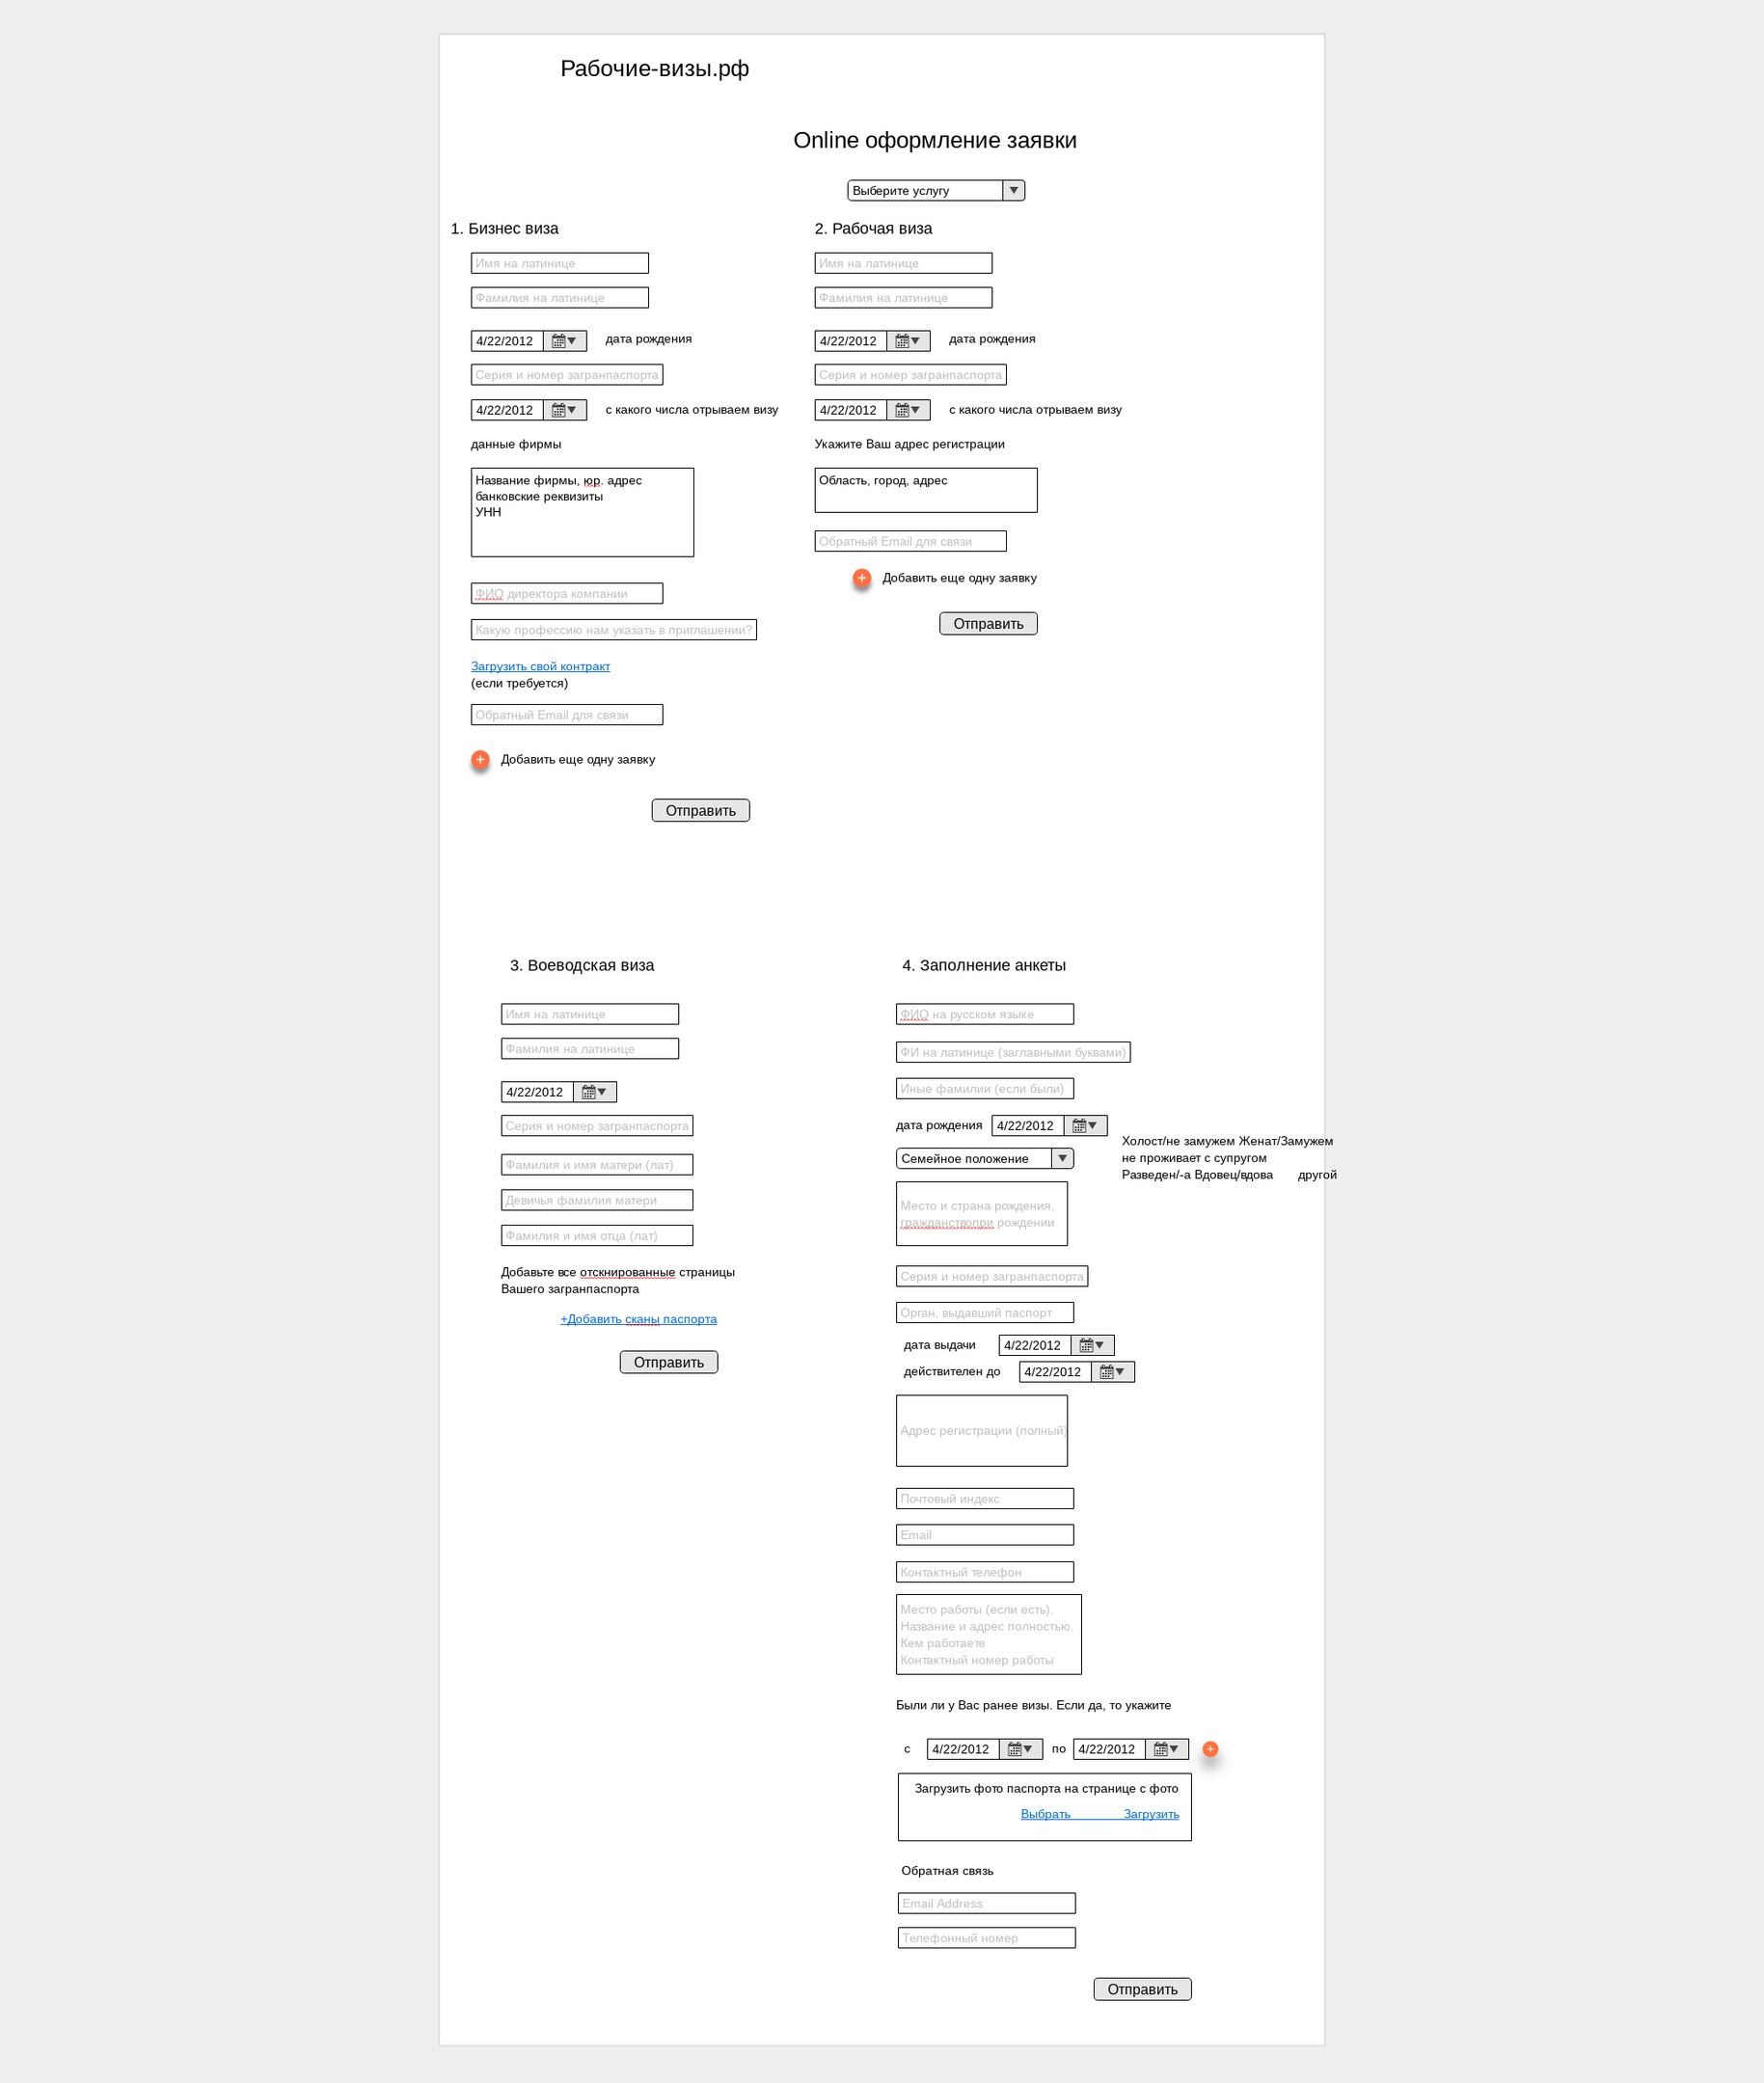 Рабочие-визы.рф
Online оформление заявки
Выберите услугу
1. Бизнес виза
Имя на латинице
Фамилия на латинице
4/22/2012 дата рождения
Серия и номер загранпаспорта
4/22/2012 с какого числа отрываем визу
данные фирмы
Название фирмы, юр. адрес
банковские реквизиты
УНН
ФИО директора компании
Какую профессию нам указать в приглашении?
Загрузить свой контракт
(если требуется)
Обратный Email для связи
+ Добавить еще одну заявку
Отправить
2. Рабочая виза
Имя на латинице
Фамилия на латинице
4/22/2012 дата рождения
Серия и номер загранпаспорта
4/22/2012 с какого числа отрываем визу
Укажите Ваш адрес регистрации
Область, город, адрес
Обратный Email для связи
+ Добавить еще одну заявку
Отправить
3. Воеводская виза
Имя на латинице
Фамилия на латинице
4/22/2012
Серия и номер загранпаспорта
Фамилия и имя матери (лат)
Девичья фамилия матери
Фамилия и имя отца (лат)
Добавьте все отскнированные страницы
Вашего загранпаспорта
+Добавить сканы паспорта
Отправить
4. Заполнение анкеты
ФИО на русском языке
ФИ на латинице (заглавными буквами)
Иные фамилии (если были)
дата рождения 4/22/2012
Семейное положение
Холост/не замужем Женат/Замужем
не проживает с супругом
Разведен/-а Вдовец/вдова другой
Место и страна рождения,
гражданствопри рождении
Серия и номер загранпаспорта
Орган, выдавший паспорт
дата выдачи 4/22/2012
действителен до 4/22/2012
Адрес регистрации (полный)
Почтовый индекс
Email
Контактный телефон
Место работы (если есть).
Название и адрес полностью.
Кем работаете
Контактный номер работы
Были ли у Вас ранее визы. Если да, то укажите
с 4/22/2012 по 4/22/2012 +
Загрузить фото паспорта на странице с фото
Выбрать Загрузить
Обратная связь
Email Address
Телефонный номер
Отправить